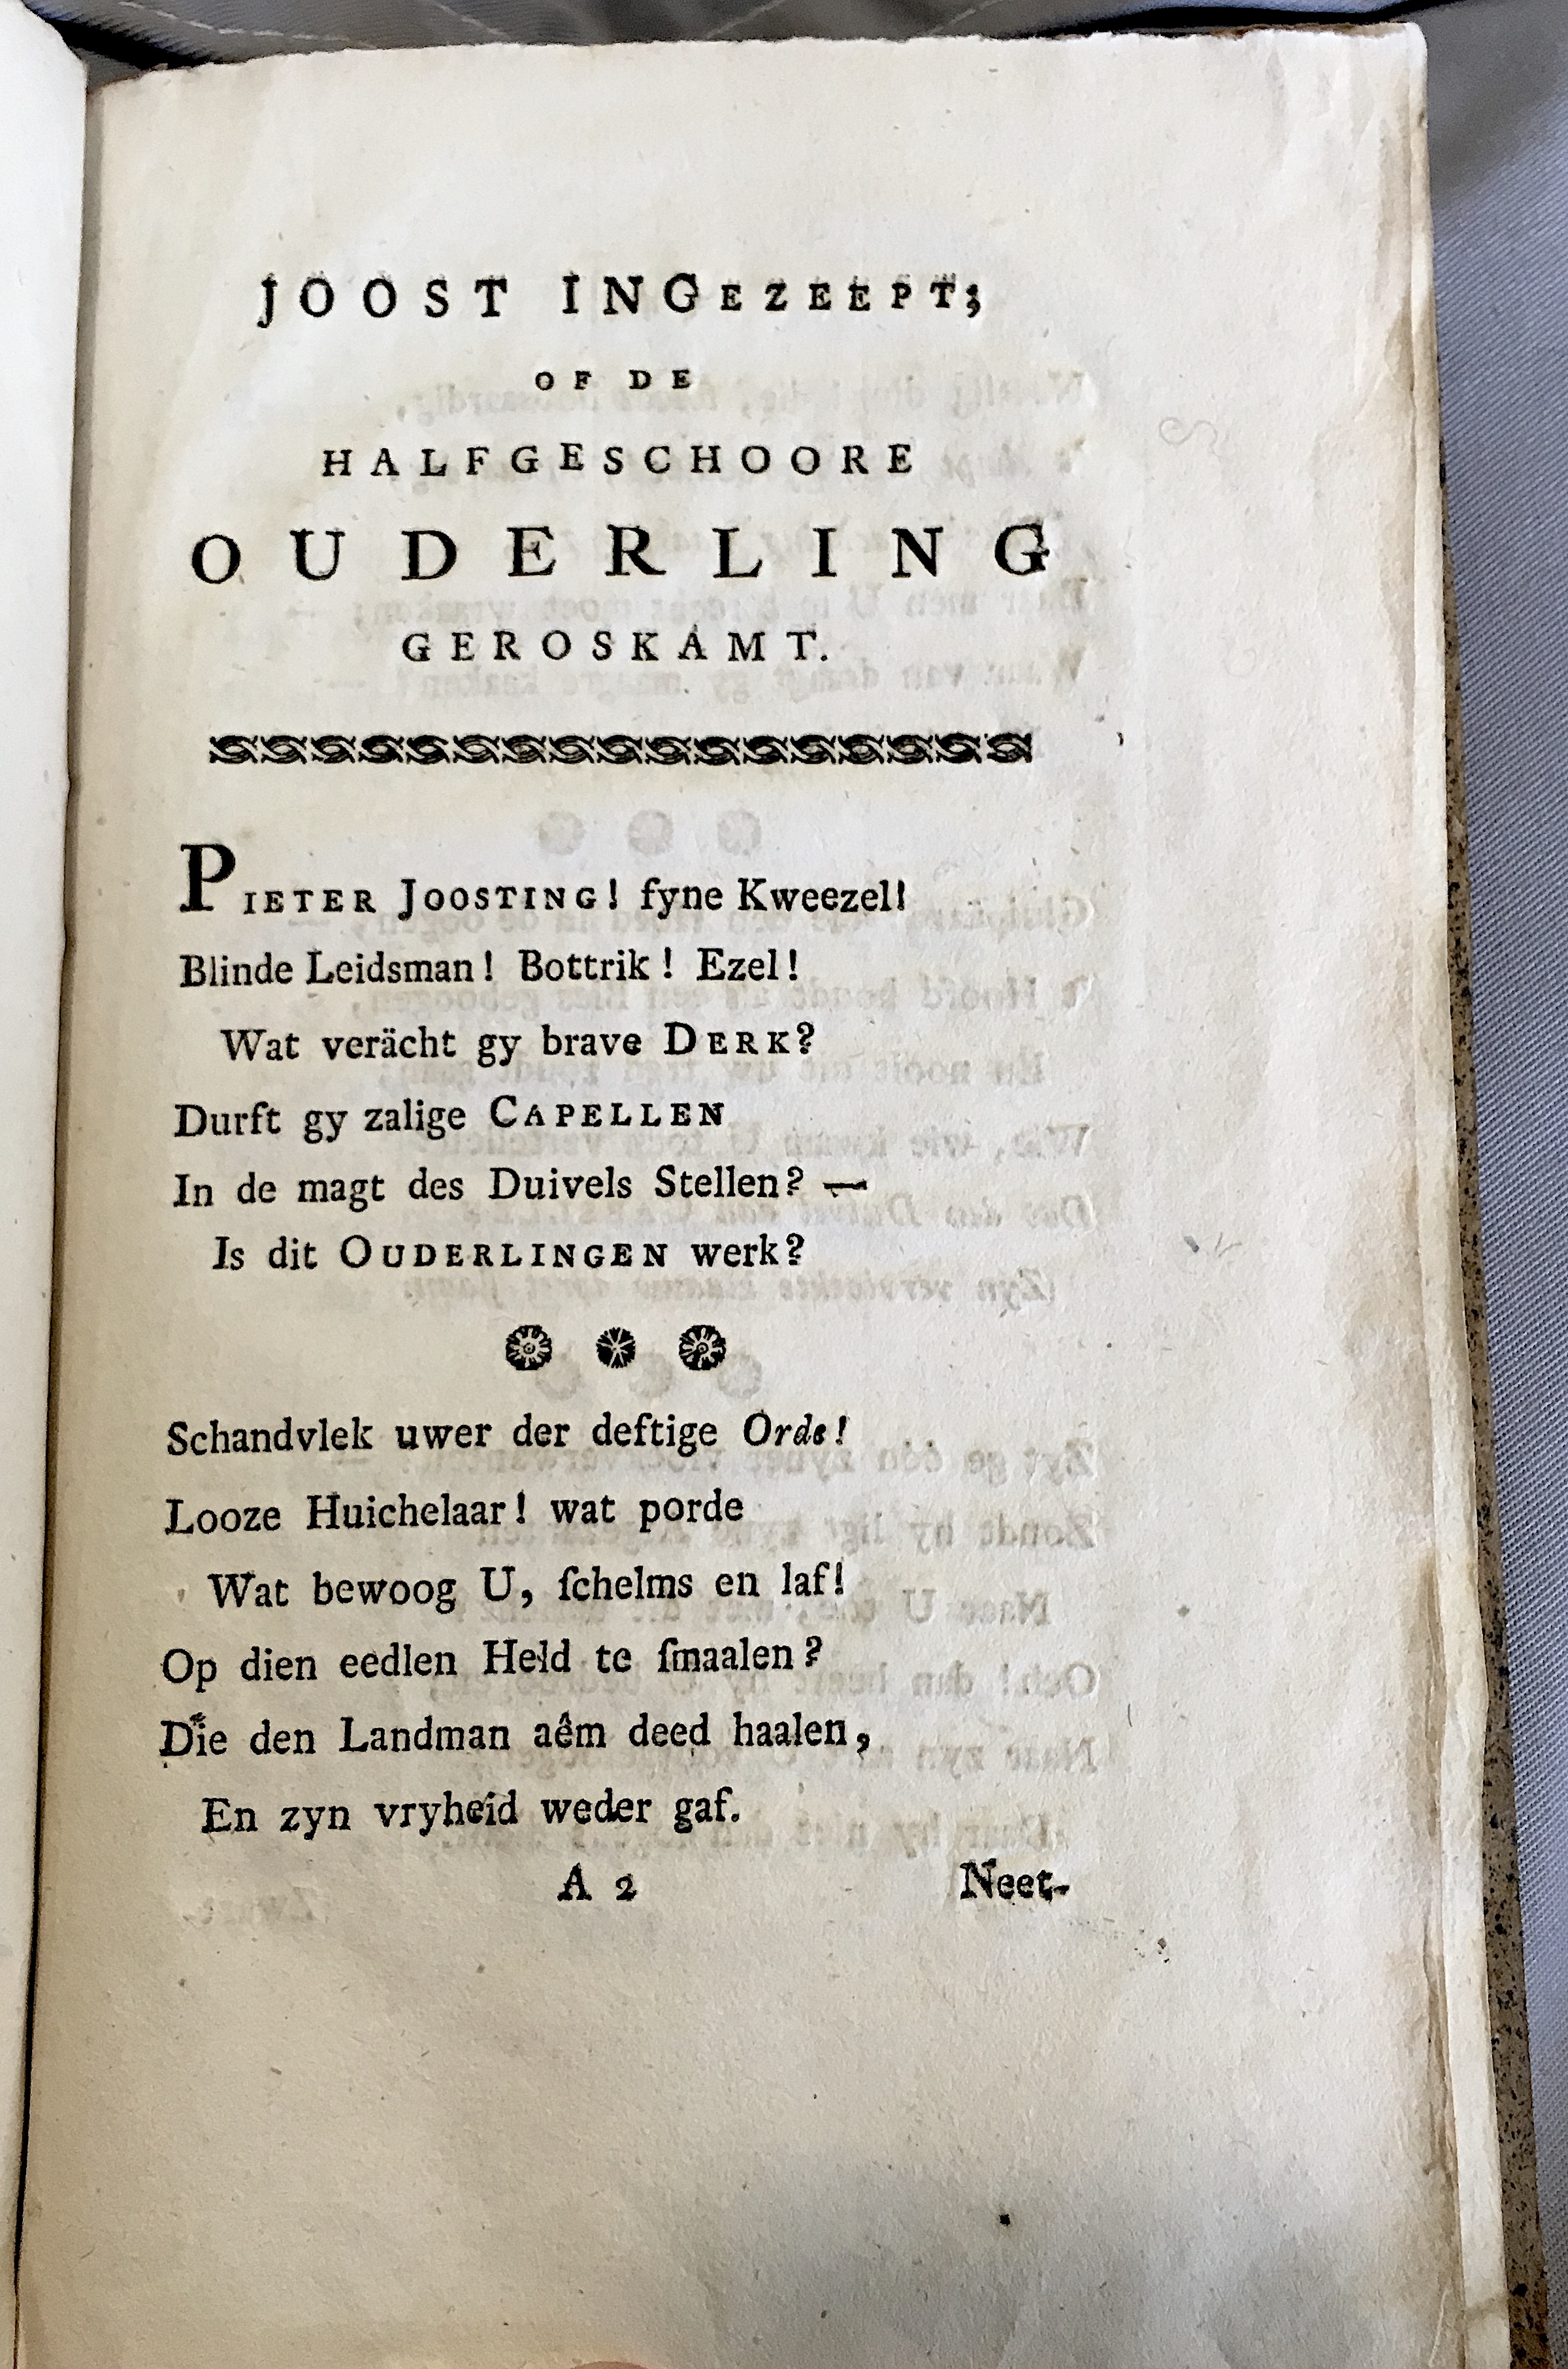 JOOST INGEZEEPT;
OF DE
HALFGESCHOORE
OUDERLING
GEROSKAMT.
PIETER JOOSTING! fyne Kweezel!
Blinde Leidsman! Bottrik! Ezel!
Wat verächt gy brave DERK?
Durft gy zalige CAPELLEN
In de magt des Duivels Stellen? —
Is dit OUDERLINGEN werk?
Schandvlek uwer der deftige Orde!
Looze Huichelaar! wat porde
Wat bewoog U, ſchelms en laf!
Op dien eedlen Held te ſmaalen?
Die den Landman aêm deed haalen,
En zyn vryheid weder gaf.
A 2 Neet-